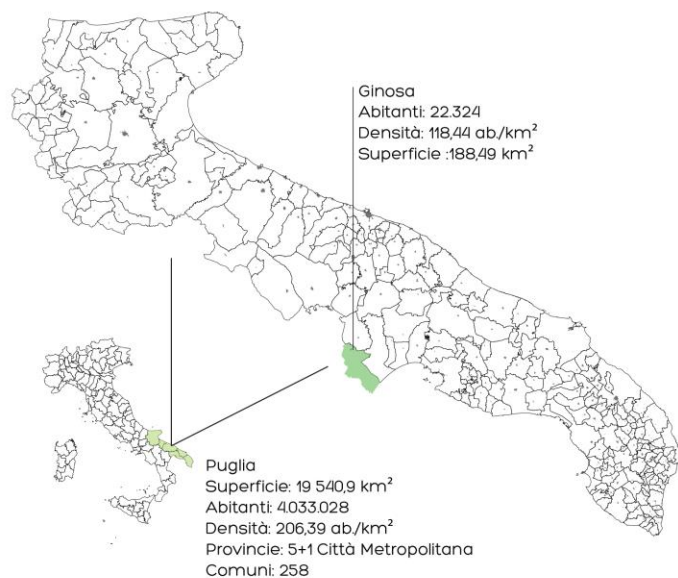 Ginosa
Abitanti: 22.324
Densità: 118,44 ab./km²
Superficie :188,49 km²
Puglia
Superficie: 19 540,9 km²
Abitanti: 4.033.028
Densità: 206,39 ab./km²
Provincie: 5+1 Città Metropolitana
Comuni: 258